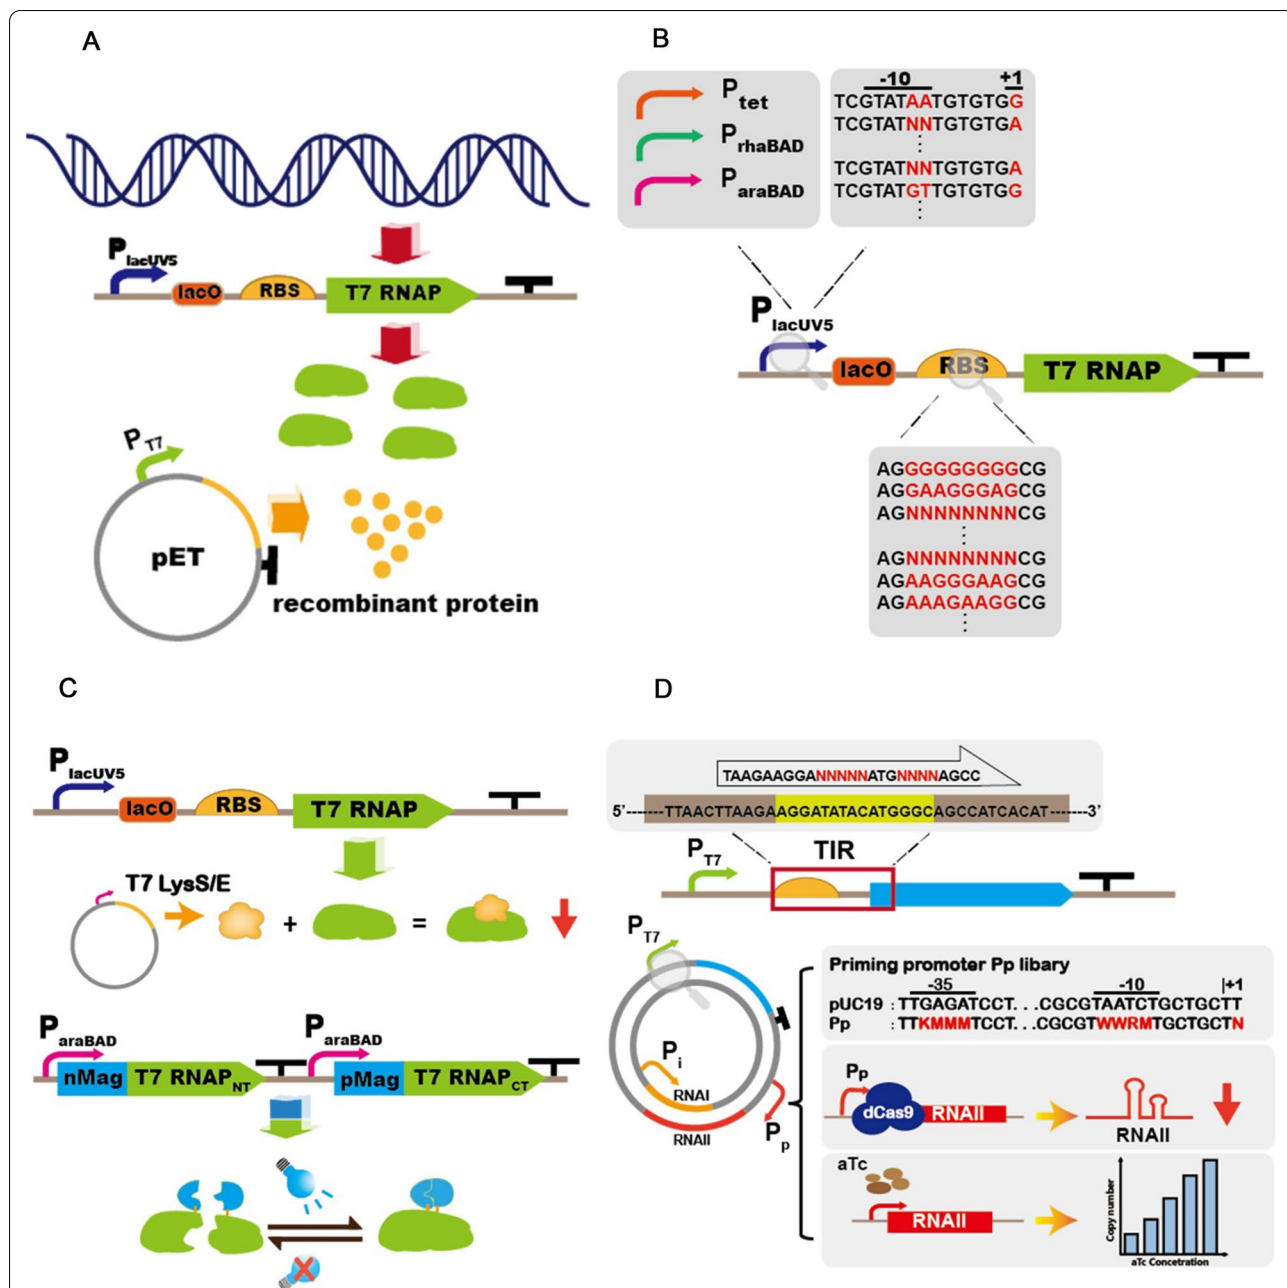 A
P lacUV5
lacO
RBS
T7 RNAP
P T7
pET
recombinant protein
B
P tet
P rhaBAD
P araBAD
-10 +1
TCGTATAATGTGTGG
TCGTATNNTGTGTGA
⋮
TCGTATNNTGTGTGA
TCGTATGTTGTGTGG
⋮
P lacUV5
lacO
RBS
T7 RNAP
AGGGGGGGGGCG
AGGAAGGGAGCG
AGNNNNNNNNCG
⋮
AGNNNNNNNNCG
AGAAGGGAAGCG
AGAAAGAAGGCG
⋮
C
P lacUV5
lacO
RBS
T7 RNAP
T7 LysS/E
+
=
P araBAD
nMag
T7 RNAP NT
P araBAD
pMag
T7 RNAP CT
D
TAAGAAGGANNNNNATGNNNNAGCC
5'------TTAACTTAAGAAGGATATACATGGGCAGCCATCACAT------3'
P T7
TIR
P T7
P i
RNAI
RNAII
P p
Priming promoter Pp libary
-35 -10 |+1
pUC19 : TTGAGATCCT...CGCGTAATCTGCTGCTT
Pp : TTKMMMTCCT...CGCGTWWRMTGCTGCTN
Pp
dCas9
RNAII
RNAII
aTc
RNAII
Copy number
aTc Concetration